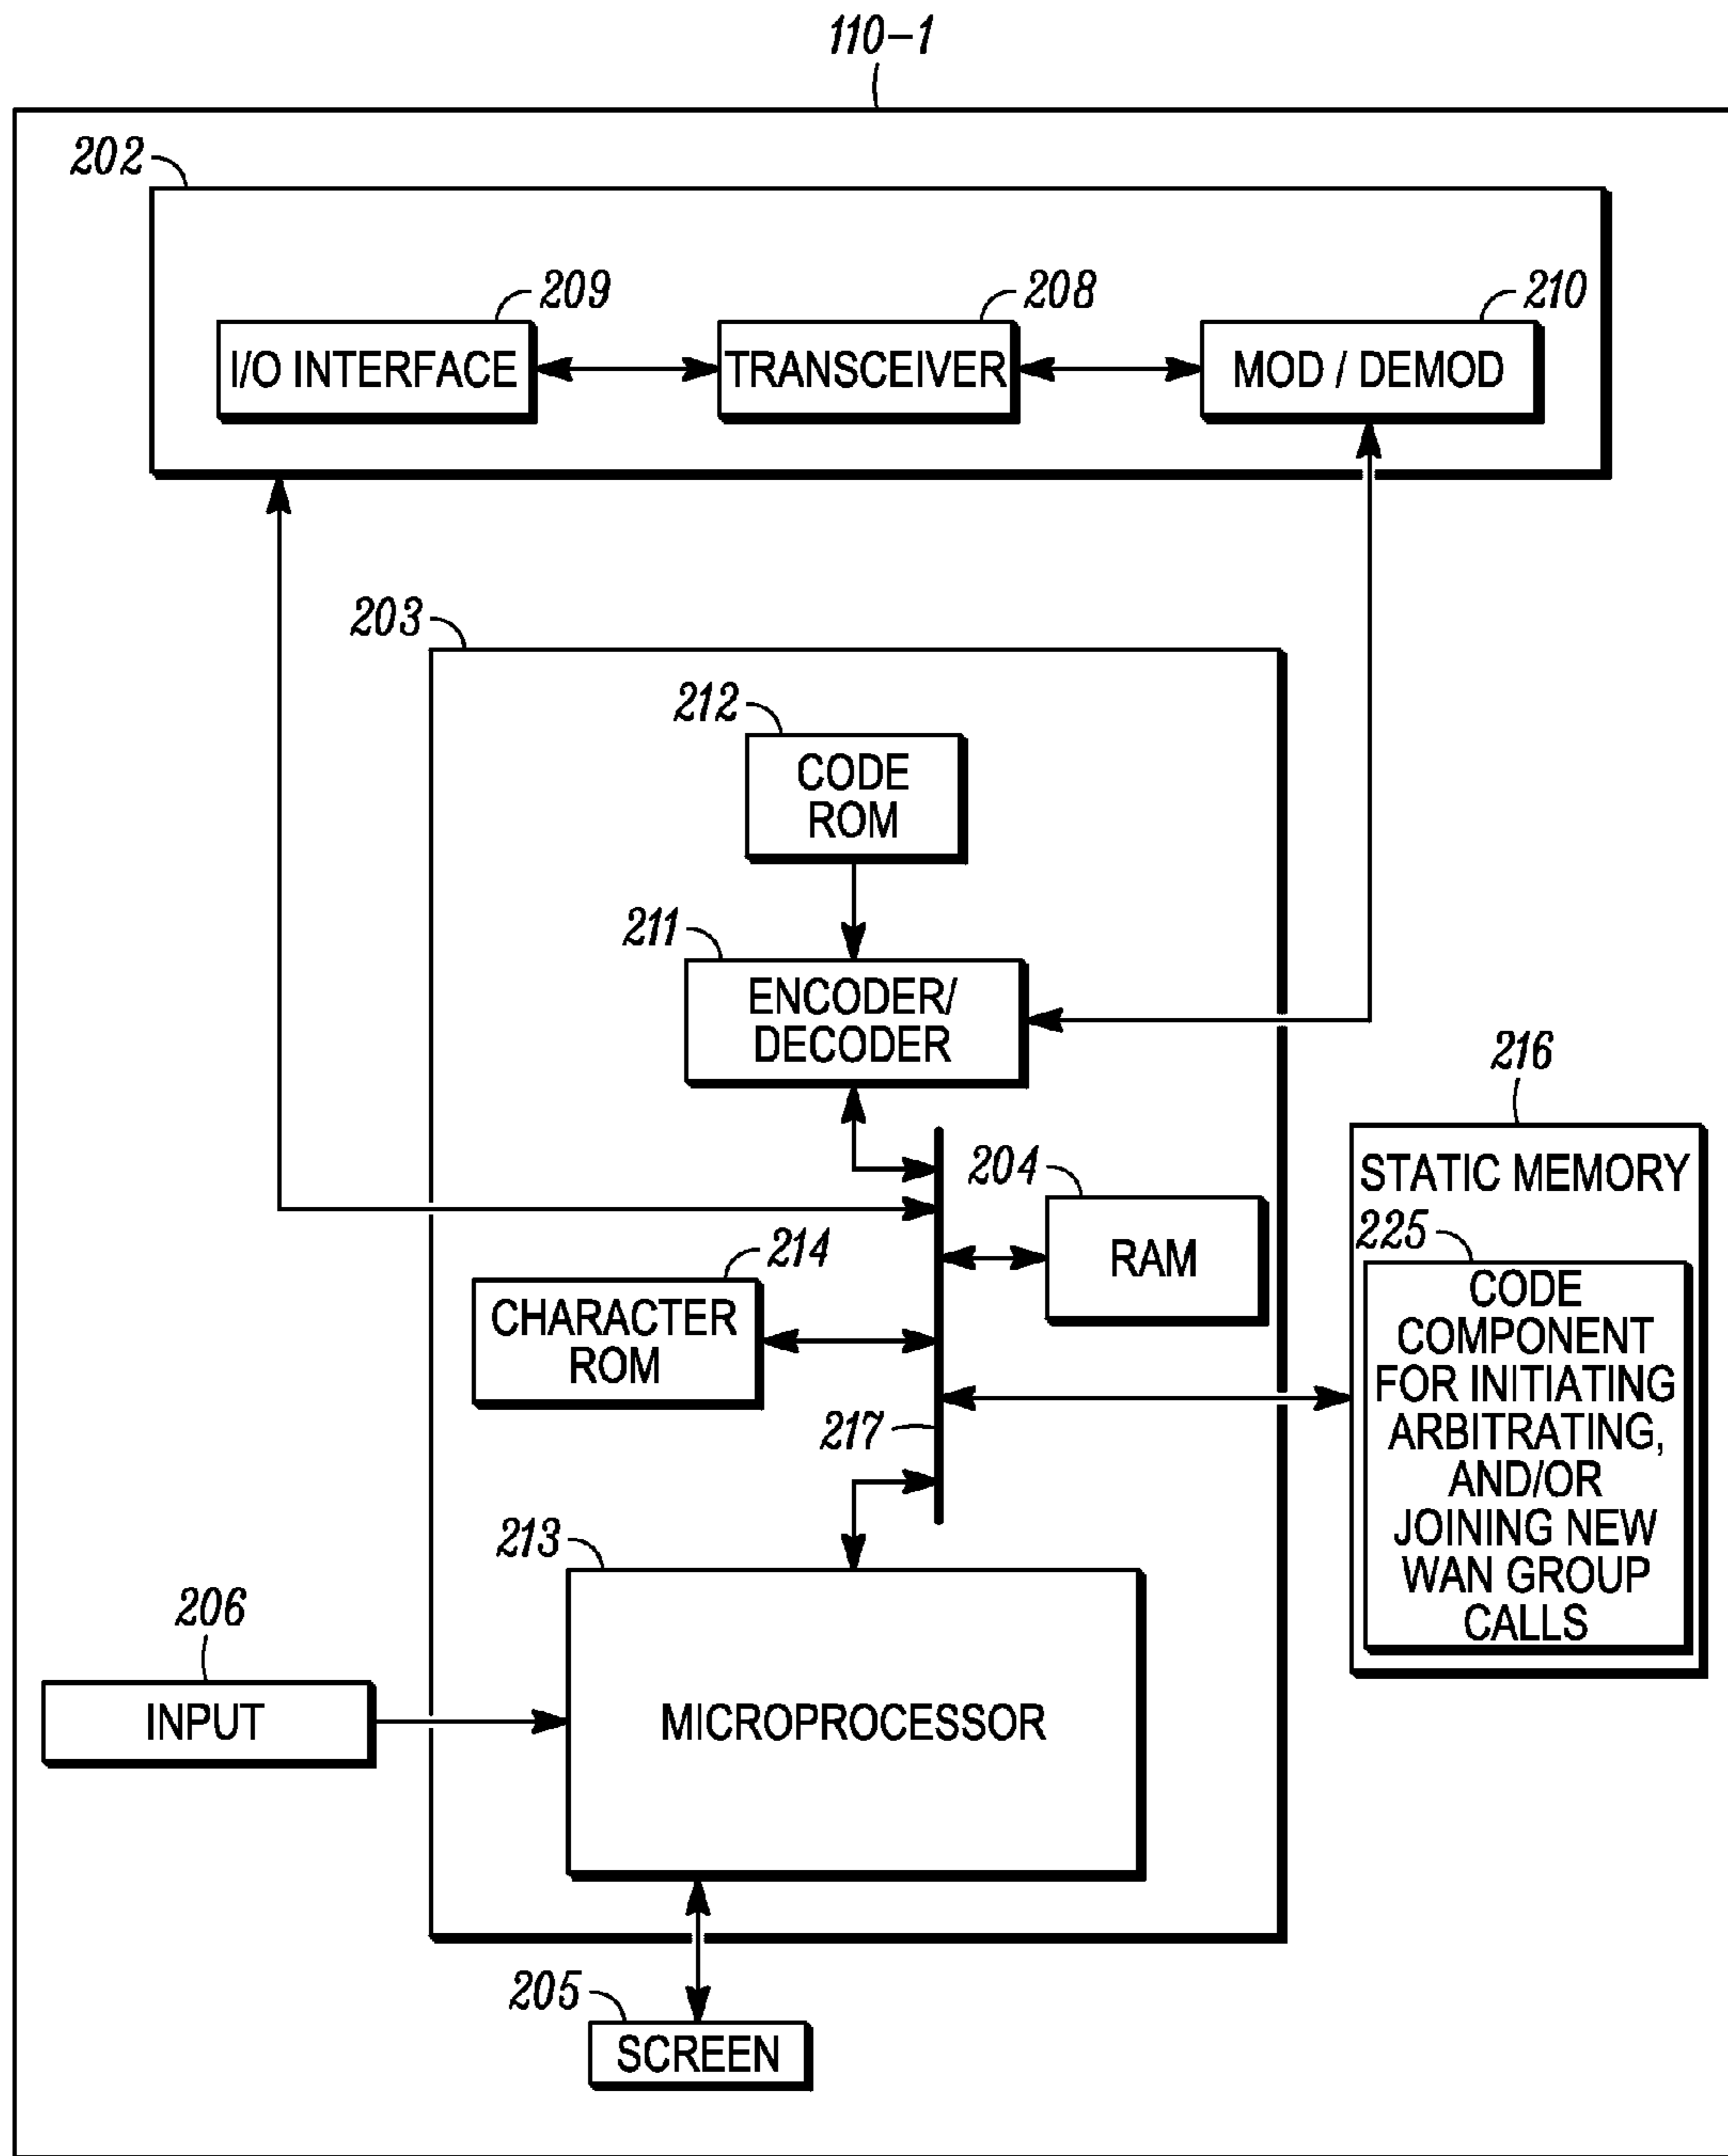 110-1
202
209
208
210
I/O INTERFACE
TRANSCEIVER
MOD / DEMOD
203
212
CODE
ROM
211
ENCODER/
DECODER
216
STATIC MEMORY
204
RAM
225
CODE
COMPONENT
FOR INITIATING
ARBITRATING,
AND/OR
JOINING NEW
WAN GROUP
CALLS
214
CHARACTER
ROM
217
213
MICROPROCESSOR
206
INPUT
205
SCREEN